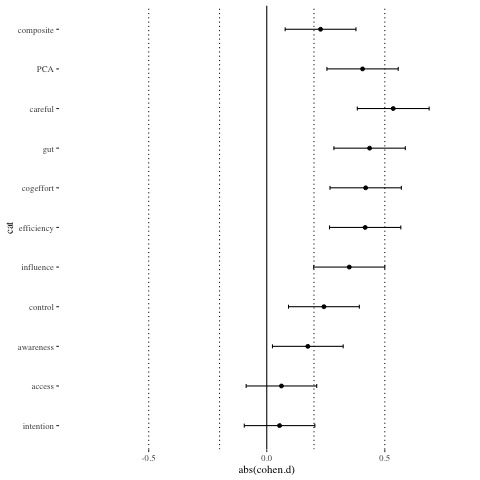 composite
PCA
careful
gut
cogeffort
efficiency
influence
control
awareness
access
intention
cat
-0.5
0.0
0.5
abs(cohen.d)